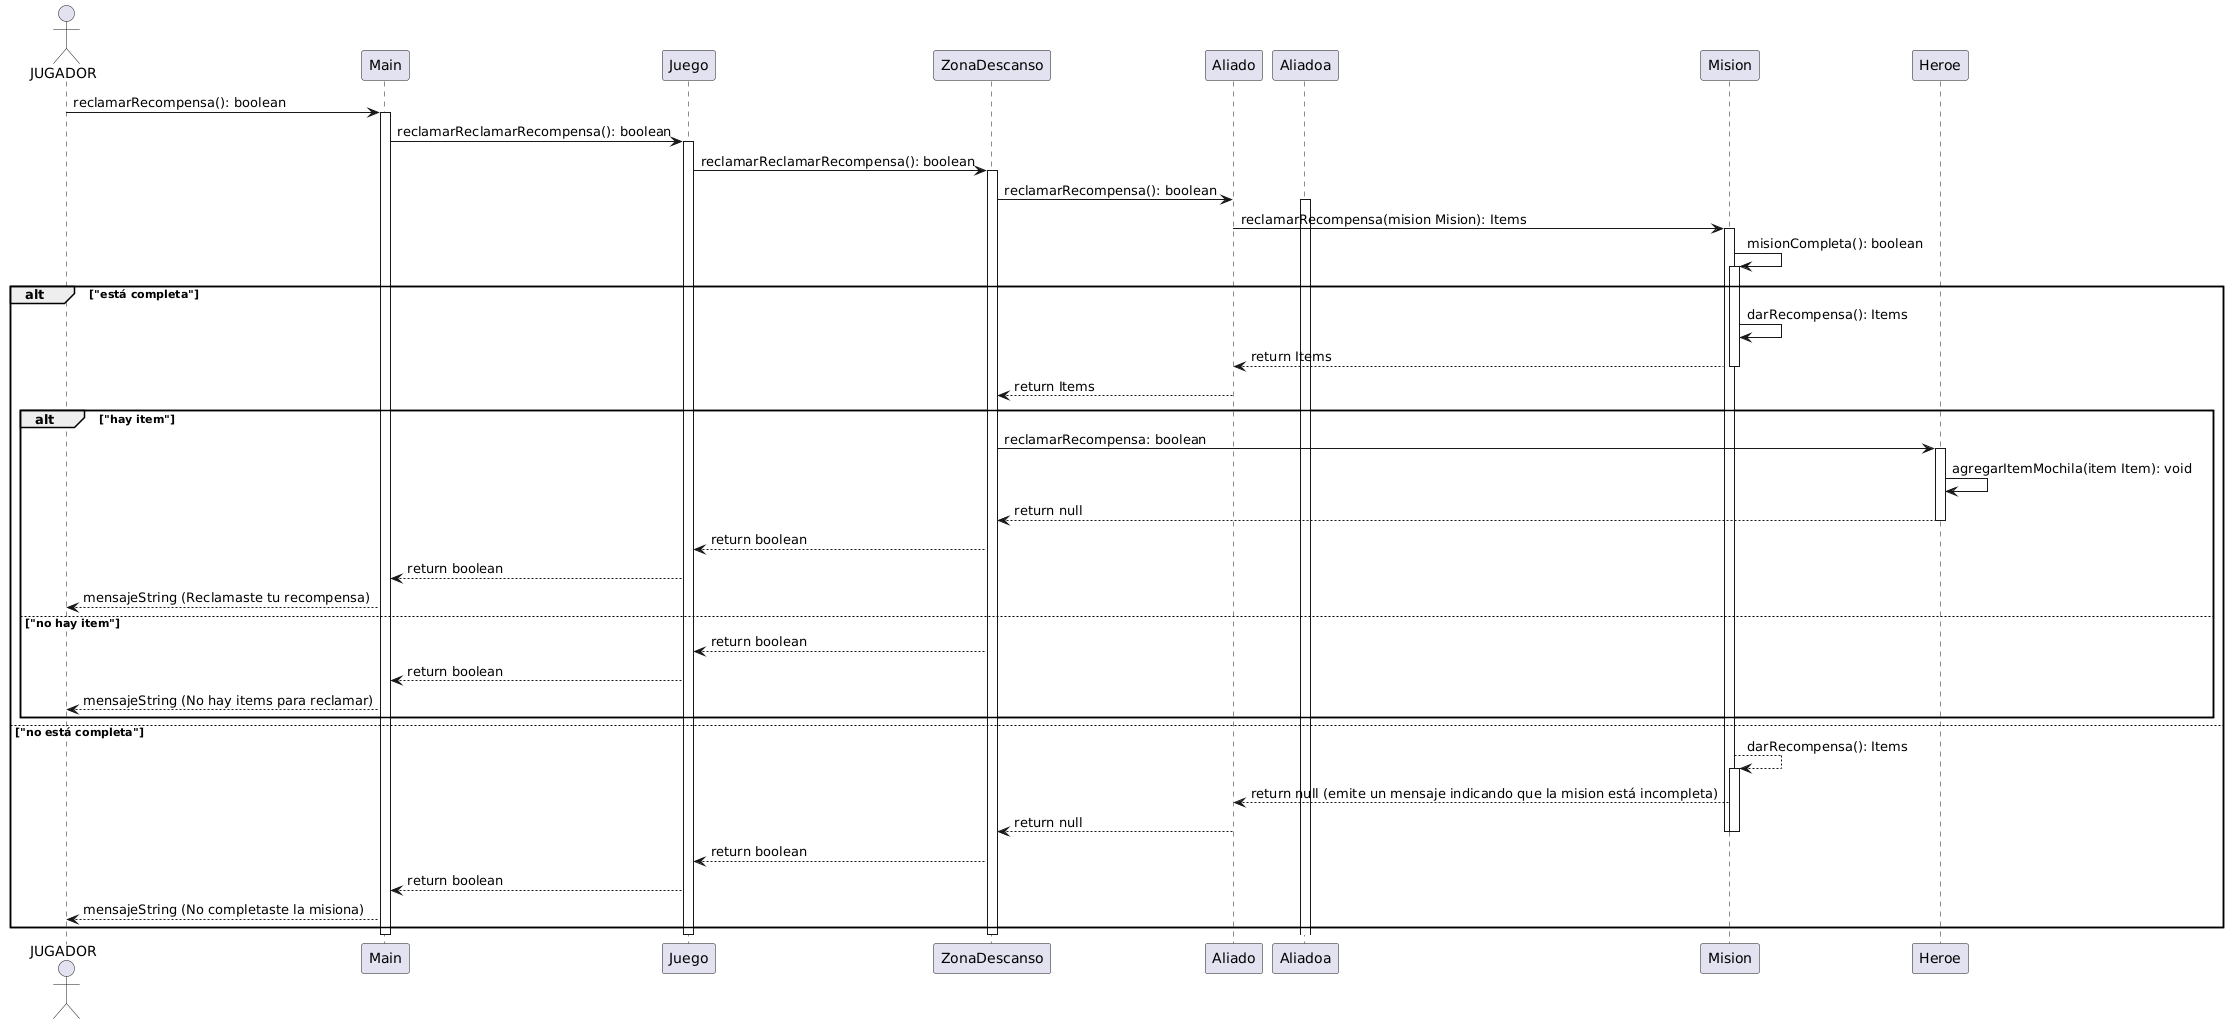 JUGADOR
Main
Juego
ZonaDescanso
Aliado
Aliadoa
Mision
Heroe
reclamarRecompensa(): boolean
reclamarReclamarRecompensa(): boolean
reclamarReclamarRecompensa(): boolean
reclamarRecompensa(): boolean
reclamarRecompensa(mision Mision): Items
misionCompleta(): boolean
alt ["está completa"]
darRecompensa(): Items
return Items
return Items
alt ["hay item"]
reclamarRecompensa: boolean
agregarItemMochila(item Item): void
return null
return boolean
return boolean
mensajeString (Reclamaste tu recompensa)
["no hay item"]
return boolean
return boolean
mensajeString (No hay items para reclamar)
["no está completa"]
darRecompensa(): Items
return null (emite un mensaje indicando que la mision está incompleta)
return null
return boolean
return boolean
mensajeString (No completaste la misiona)
JUGADOR
Main
Juego
ZonaDescanso
Aliado
Aliadoa
Mision
Heroe